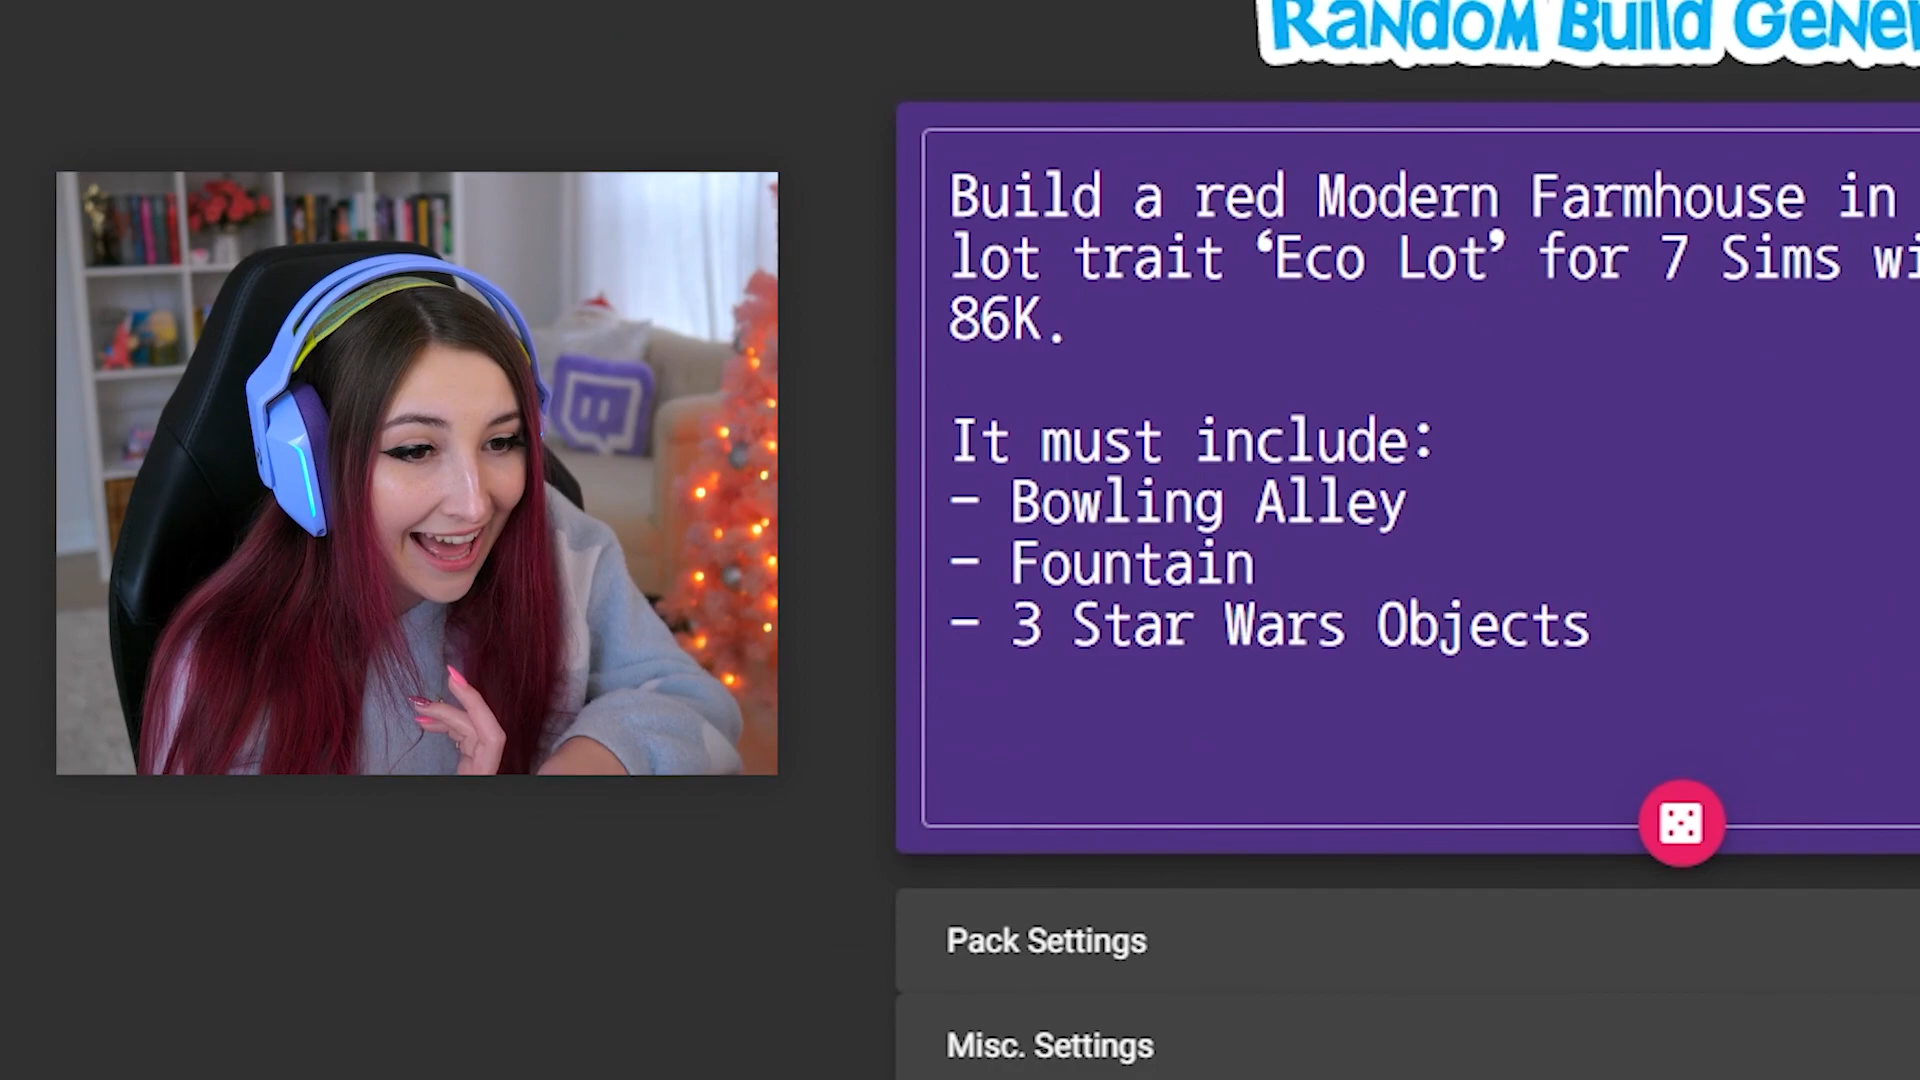 Random Build
Build a red Modern Farmhouse in
lot trait ‘Eco Lot’ for 7 Sims
86K.
It must include:
- Bowling Alley
- Fountain
- 3 Star Wars Objects
Pack Settings
Misc. Settings